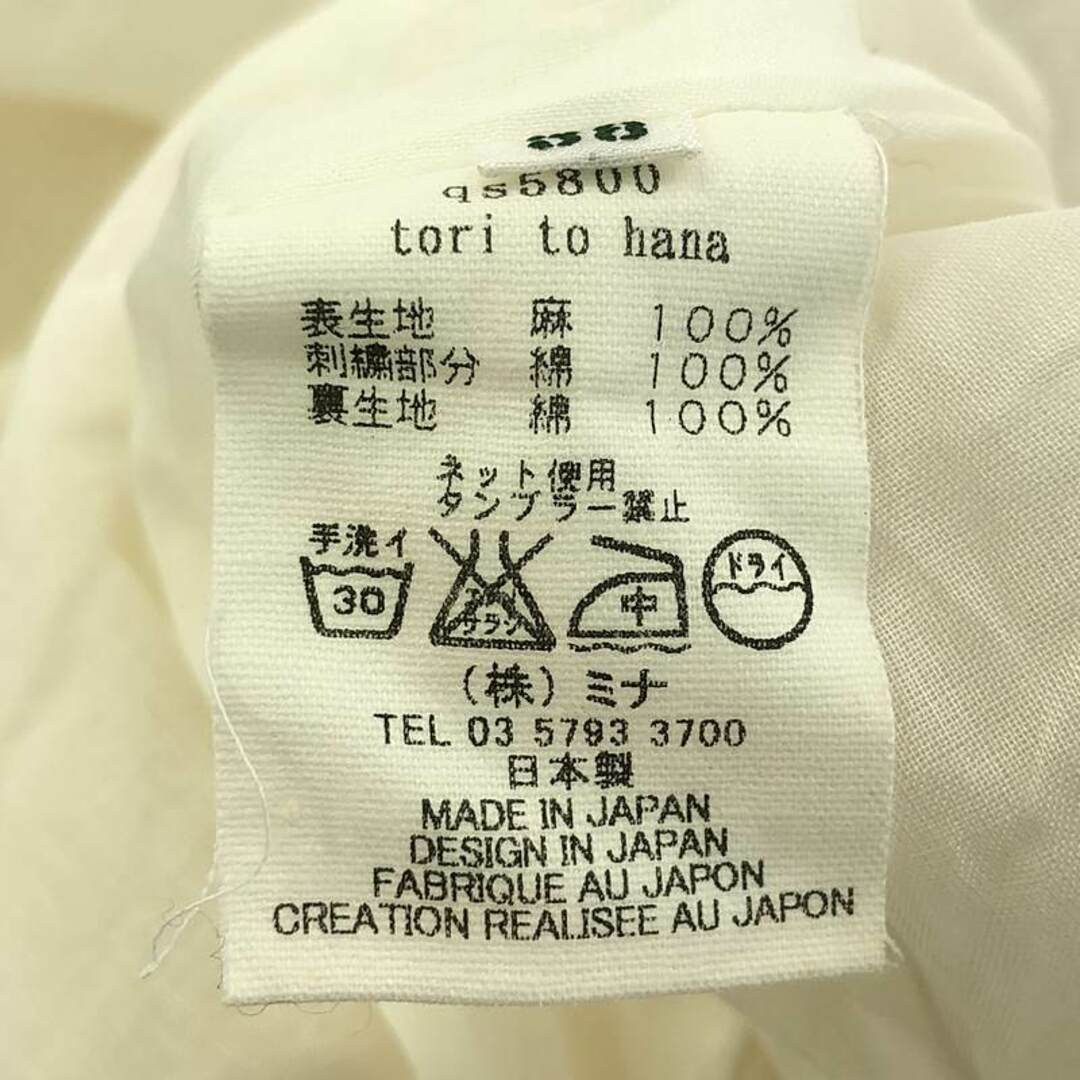 qs5800
tori to hana
表生地 麻 100%
刺繍部分 綿 100%
裏生地 綿 100%
ネット使用
タンブラー禁止
手洗イ
30
サラシ
中
ドライ
(株)ミナ
TEL 03 5793 3700
日本製
MADE IN JAPAN
DESIGN IN JAPAN
FABRIQUE AU JAPON
CREATION REALISEE AU JAPON